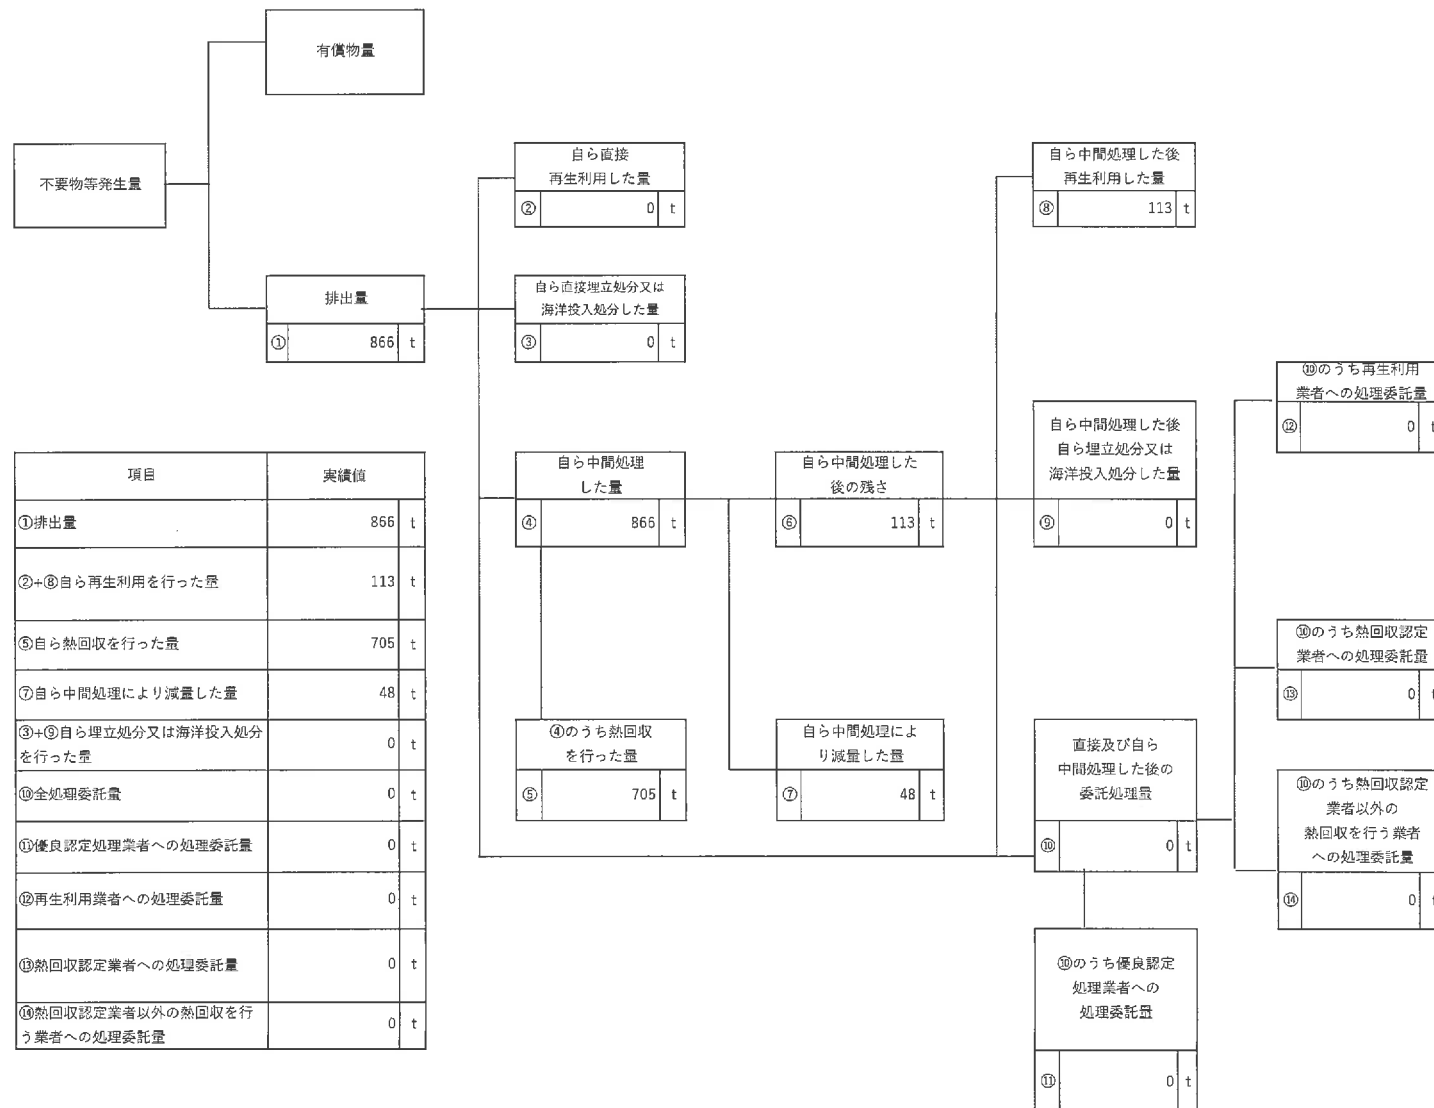 有償物量
不要物等発生量
排出量
① 866 t
自ら直接
再生利用した量
② 0 t
自ら直接埋立処分又は
海洋投入処分した量
③ 0 t
自ら中間処理
した量
④ 866 t
④のうち熱回収
を行った量
⑤ 705 t
自ら中間処理した
後の残さ
⑥ 113 t
自ら中間処理によ
り減量した量
⑦ 48 t
自ら中間処理した後
再生利用した量
⑧ 113 t
自ら中間処理した後
自ら埋立処分又は
海洋投入処分した量
⑨ 0 t
直接及び自ら
中間処理した後の
委託処理量
⑩ 0 t
⑩のうち優良認定
処理業者への
処理委託量
⑪ 0 t
⑩のうち再生利用
業者への処理委託量
⑫ 0 t
⑩のうち熱回収認定
業者への処理委託量
⑬ 0 t
⑩のうち熱回収認定
業者以外の
熱回収を行う業者
への処理委託量
⑭ 0 t
項目 実績値
①排出量 866 t
②+⑧自ら再生利用を行った量 113 t
⑤自ら熱回収を行った量 705 t
⑦自ら中間処理により減量した量 48 t
③+⑨自ら埋立処分又は海洋投入処分
を行った量 0 t
⑩全処理委託量 0 t
⑪優良認定処理業者への処理委託量 0 t
⑫再生利用業者への処理委託量 0 t
⑬熱回収認定業者への処理委託量 0 t
⑭熱回収認定業者以外の熱回収を行
う業者への処理委託量 0 t